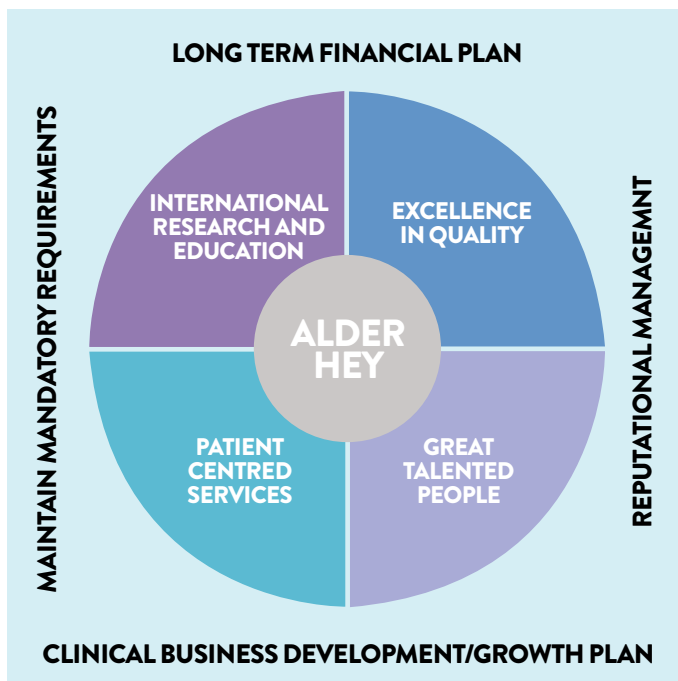 LONG TERM FINANCIAL PLAN
MAINTAIN MANDATORY REQUIREMENTS
INTERNATIONAL
RESEARCH AND
EDUCATION
EXCELLENCE
IN QUALITY
REPUTATIONAL MANAGEMNT
ALDER
HEY
PATIENT
CENTRED
SERVICES
GREAT
TALENTED
PEOPLE
CLINICAL BUSINESS DEVELOPMENT/GROWTH PLAN